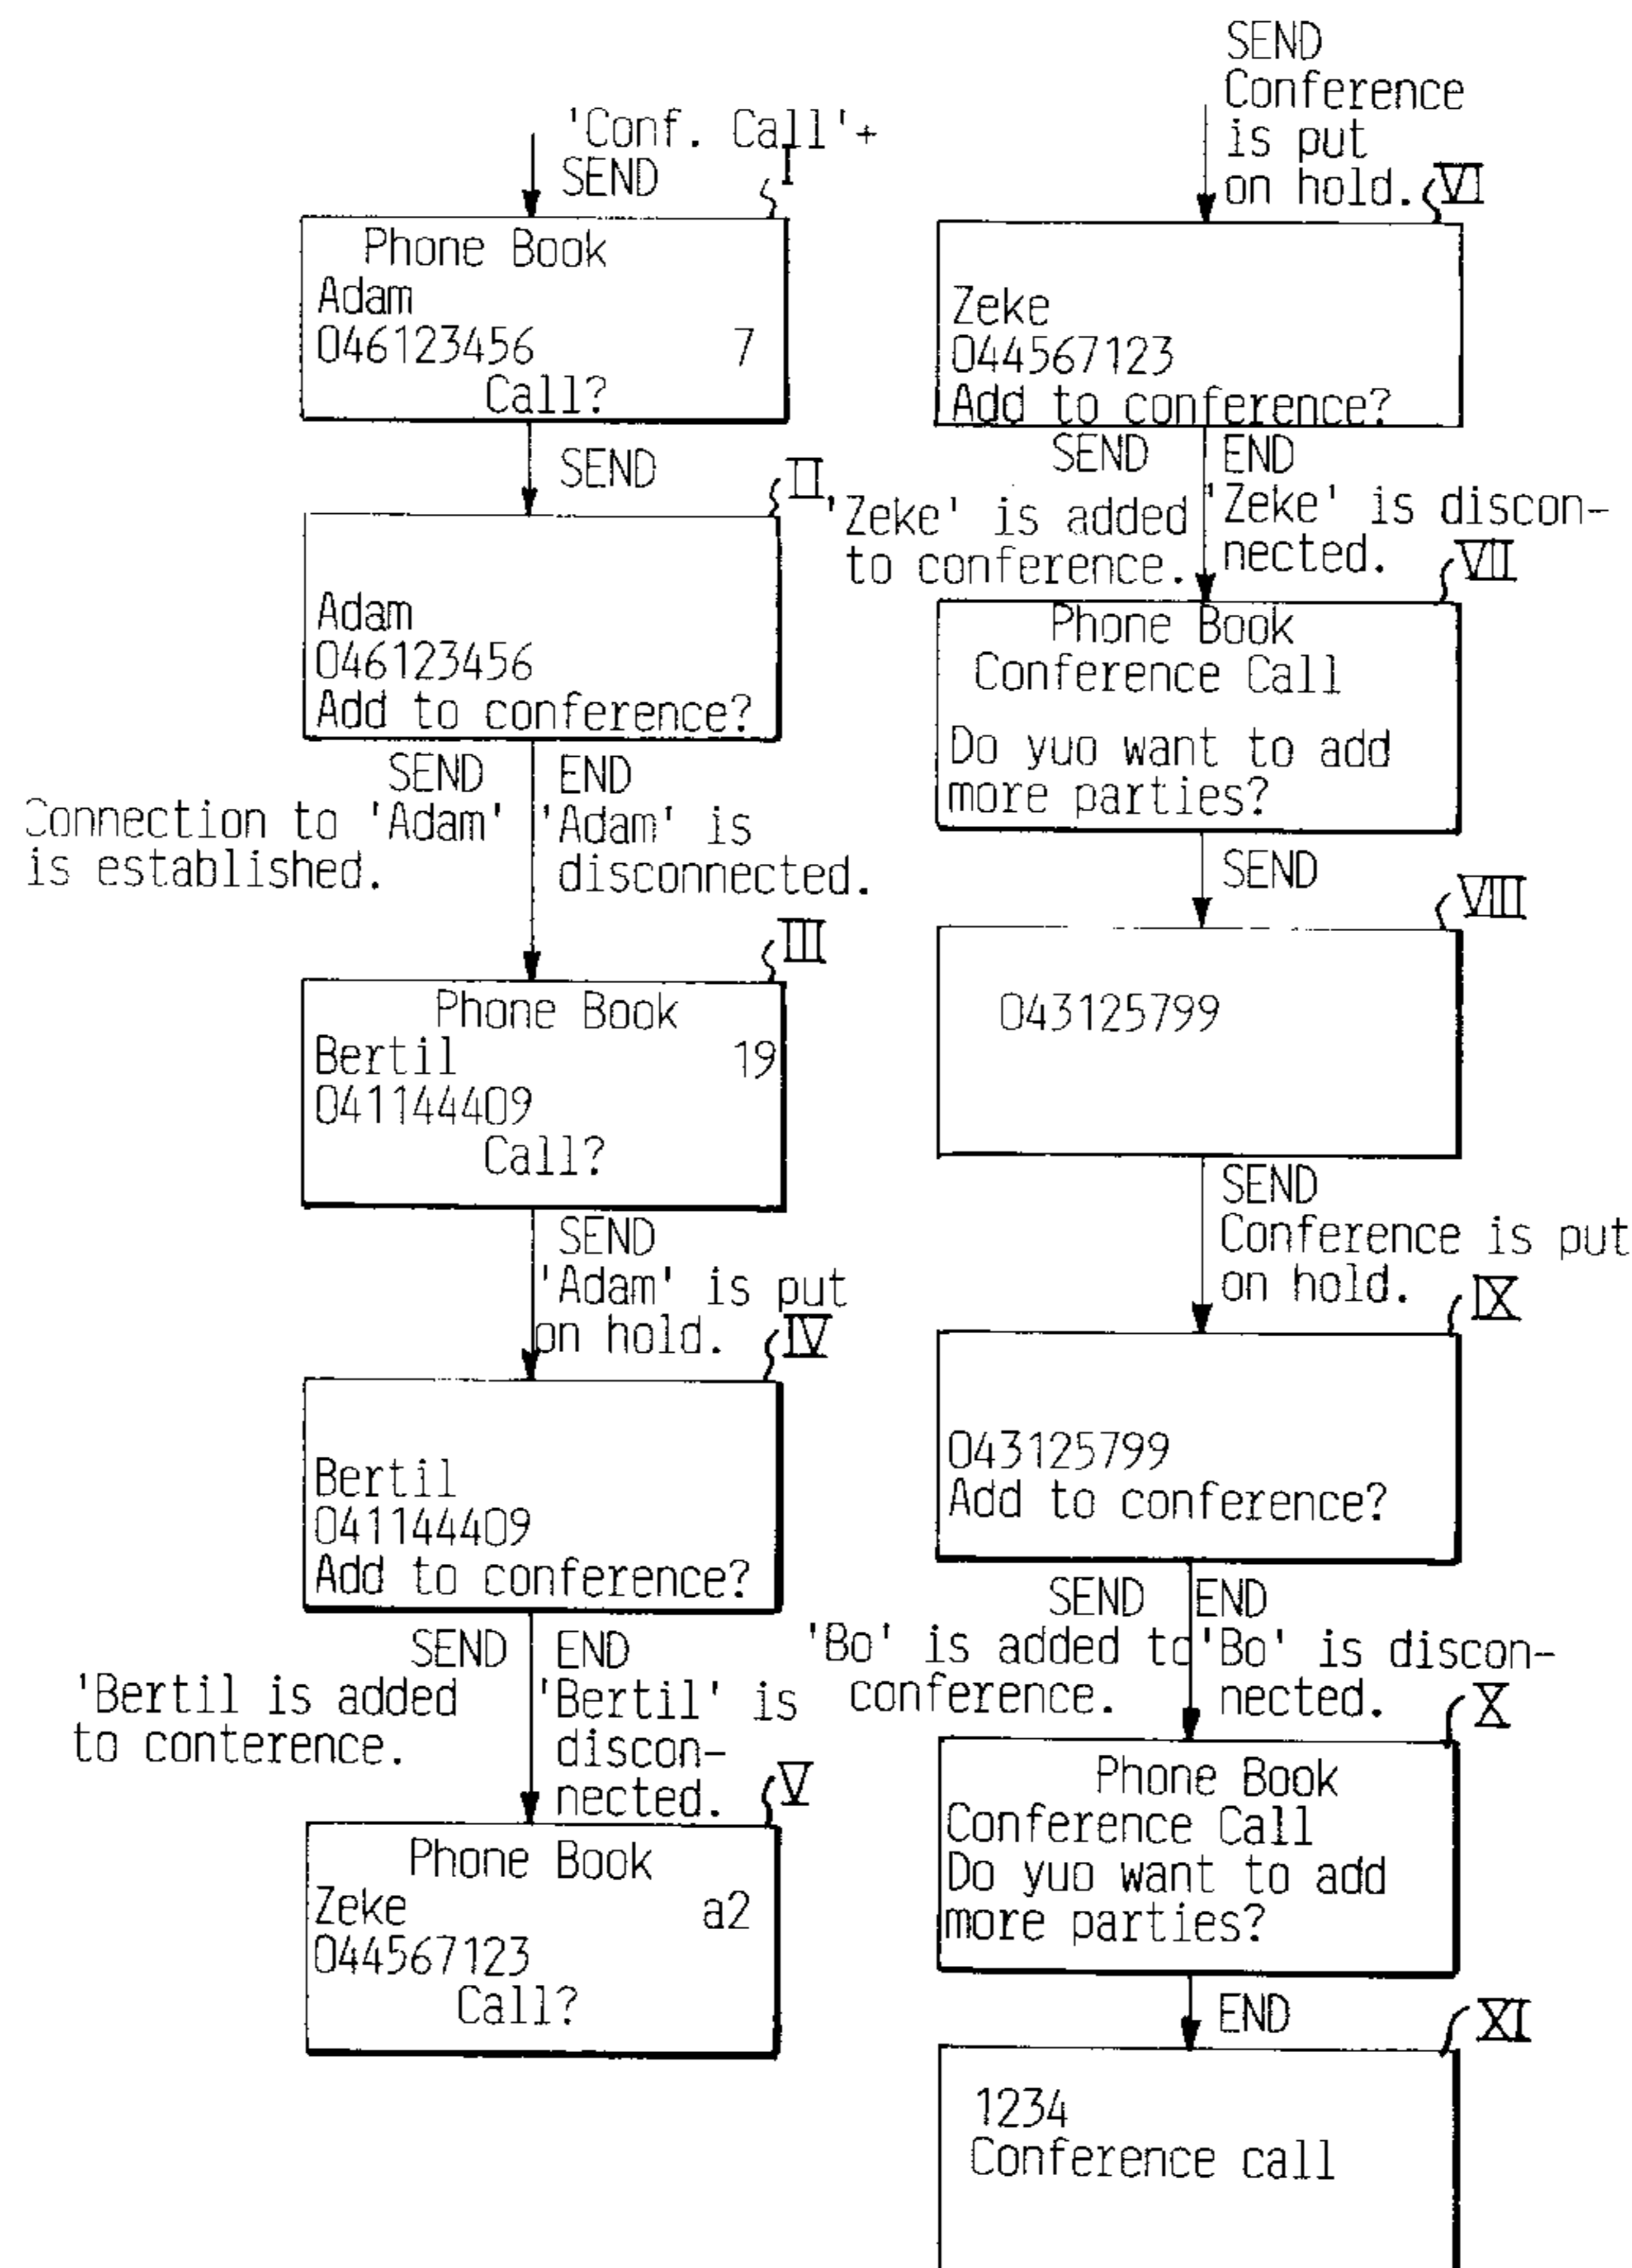 'Conf. Call'+
SEND
I
Phone Book
Adam
046123456 7
Call?
SEND
II
Adam
046123456
Add to conference?
SEND
Connection to 'Adam'
is established.
END
'Adam' is
disconnected.
III
Phone Book
Bertil 19
041144409
Call?
SEND
'Adam' is put
on hold.
IV
Bertil
041144409
Add to conference?
SEND
'Bertil is added
to conterence.
END
'Bertil' is
discon-
nected.
V
Phone Book
Zeke a2
044567123
Call?
SEND
Conference
is put
on hold.
VI
Zeke
044567123
Add to conference?
SEND
'Zeke' is added
to conference.
END
'Zeke' is discon-
nected.
VII
Phone Book
Conference Call
Do yuo want to add
more parties?
SEND
VIII
043125799
SEND
Conference is put
on hold.
IX
043125799
Add to conference?
SEND
'Bo' is added to
conference.
END
'Bo' is discon-
nected.
X
Phone Book
Conference Call
Do yuo want to add
more parties?
END
XI
1234
Conference call